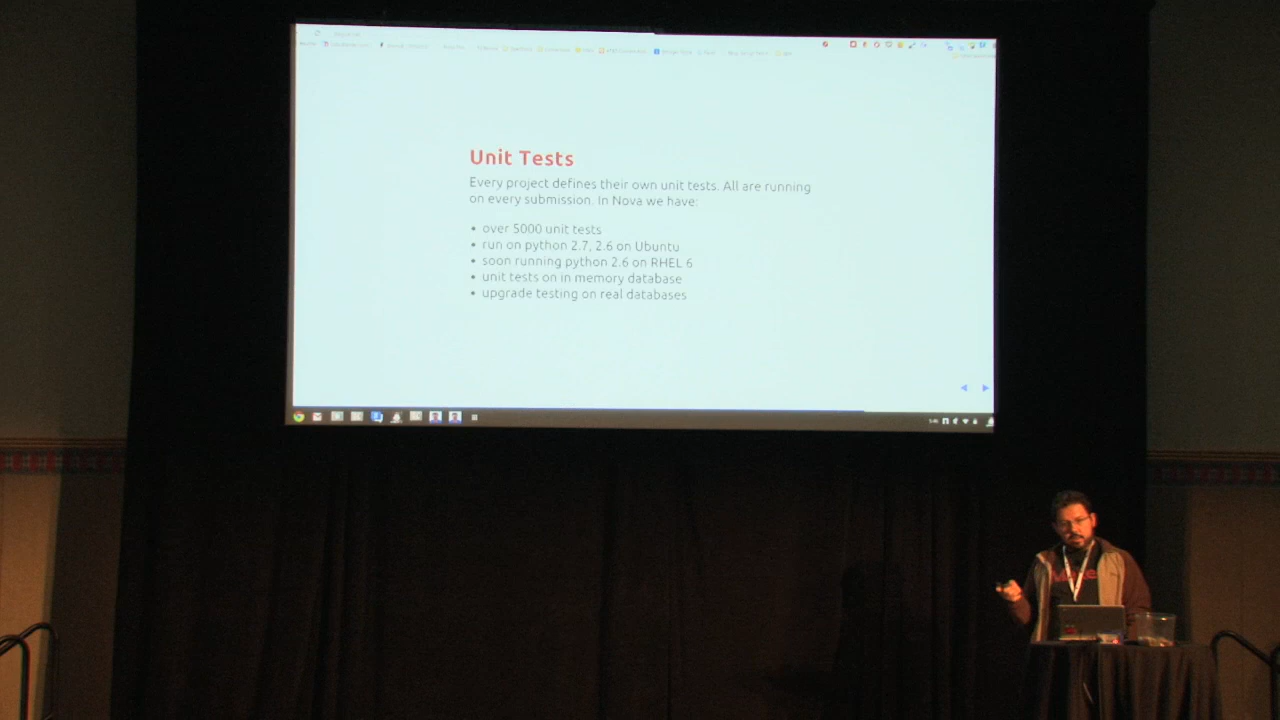 Unit Tests
Every project defines their own unit tests. All are running
on every submission. In Nova we have:
• over 5000 unit tests
• run on python 2.7, 2.6 on Ubuntu
• soon running python 2.6 on RHEL 6
• unit tests on in memory database
• upgrade testing on real databases